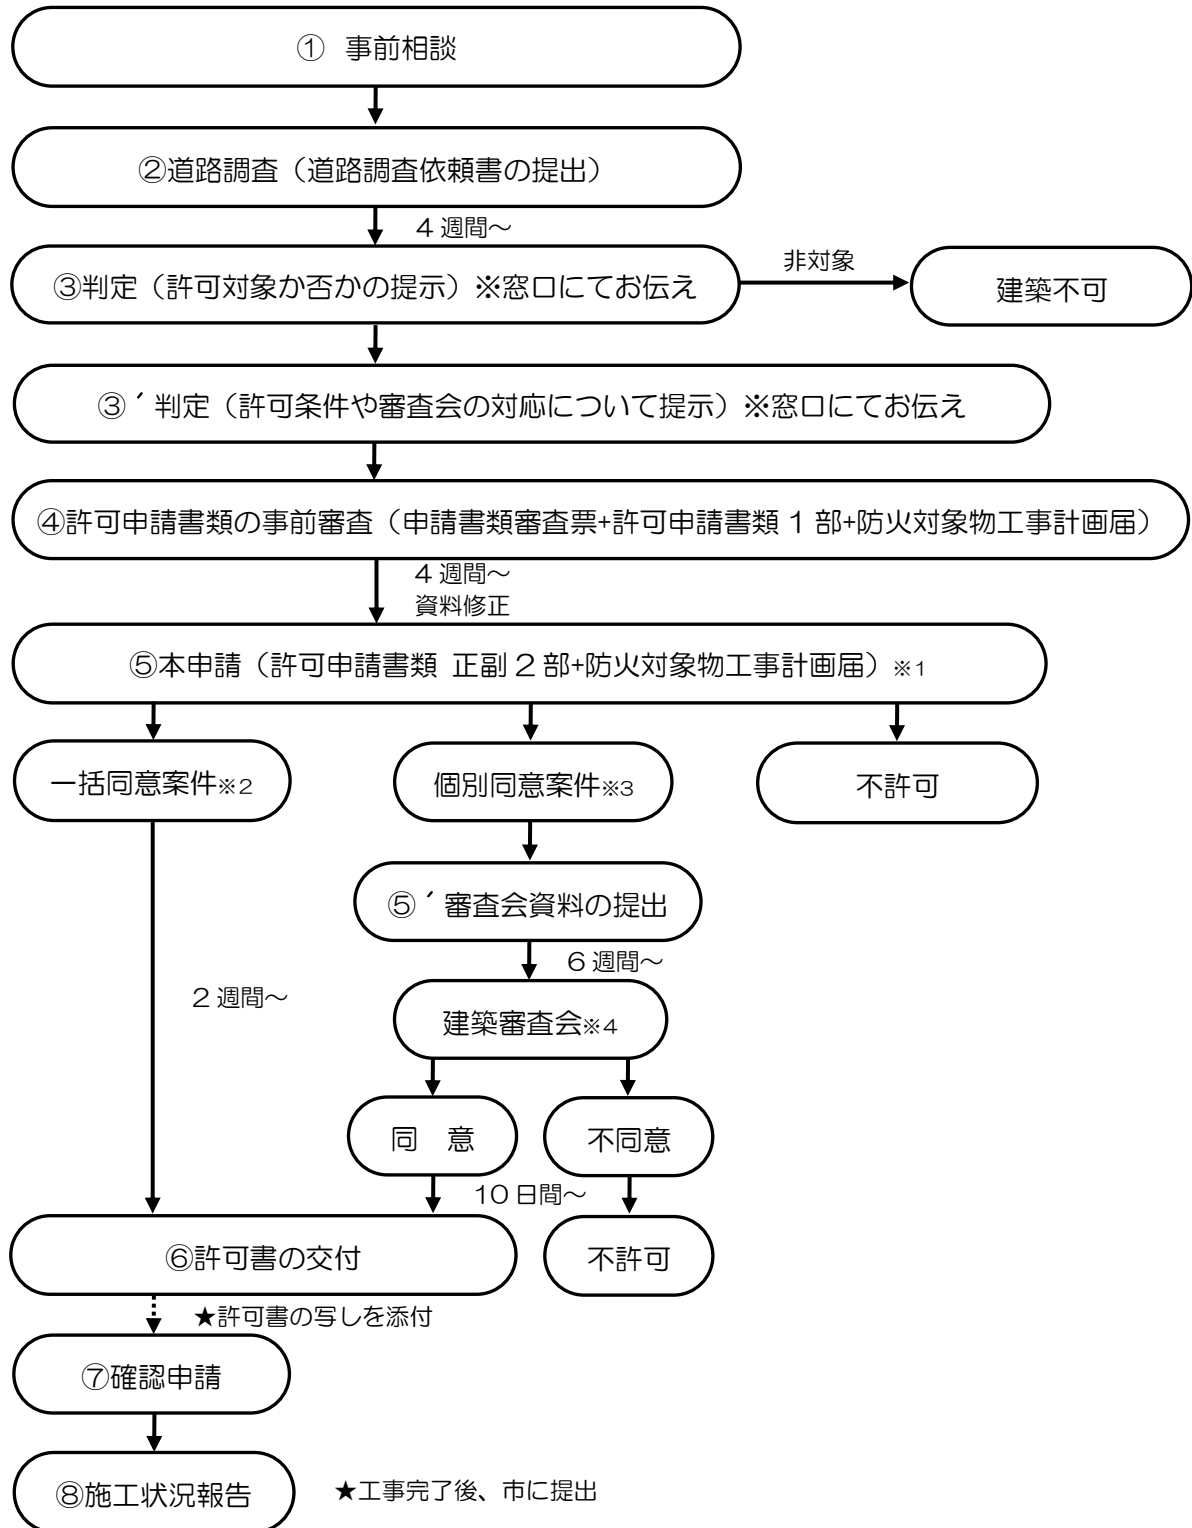 ① 事前相談
②道路調査（道路調査依頼書の提出）
4週間～
③判定（許可対象か否かの提示）※窓口にてお伝え
非対象
建築不可
③´判定（許可条件や審査会の対応について提示）※窓口にてお伝え
④許可申請書類の事前審査（申請書類審査票+許可申請書類1部+防火対象物工事計画届）
4週間～
資料修正
⑤本申請（許可申請書類 正副2部+防火対象物工事計画届）※1
一括同意案件※2
個別同意案件※3
不許可
⑤´審査会資料の提出
6週間～
2週間～
建築審査会※4
同 意
不同意
10日間～
⑥許可書の交付
不許可
★許可書の写しを添付
⑦確認申請
⑧施工状況報告
★工事完了後、市に提出